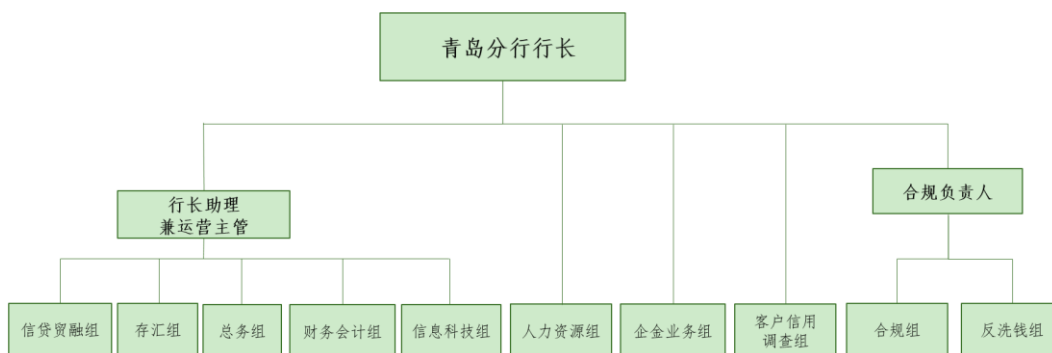 青岛分行行长
行长助理
兼运营主管
合规负责人
信贷贸融组
存汇组
总务组
财务会计组
信息科技组
人力资源组
企金业务组
客户信用
调查组
合规组
反洗钱组